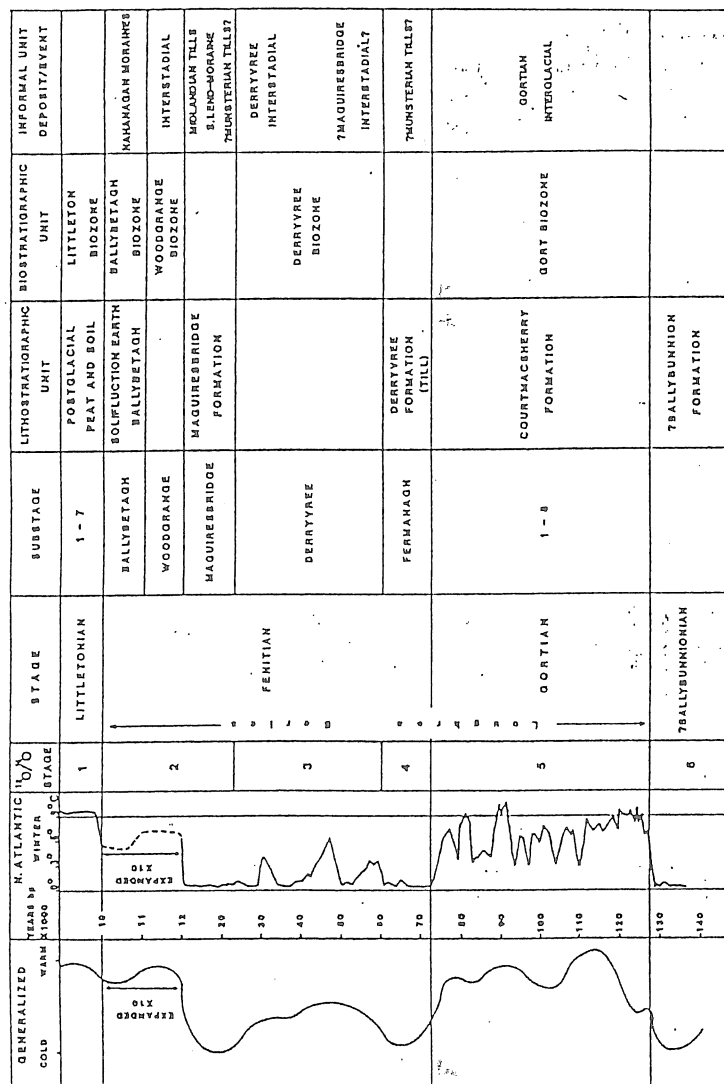 GENERALIZED
COLD WARM
YEARS bp
X1000
N. ATLANTIC
WINTER
STAGE
STAGE
SUBSTAGE
LITHOSTRATIGRAPHIC
UNIT
BIOSTRATIGRAPHIC
UNIT
INFORMAL UNIT
DEPOSIT/EVENT
1
LITTLETONIAN
1 - 7
POSTGLACIAL
PEAT AND SOIL
LITTLETON
BIOZONE
10
EXPANDED
X10
EXPANDED
X10
BALLYBETAGH
SOLIFLUCTION EARTH
BALLYBETAGH
BALLYBETAGH
BIOZONE
NAHANAGAN MORAINES
11
WOODGRANGE
WOODGRANGE
BIOZONE
INTERSTADIAL
12
2
MAGUIRESBRIDGE
MAGUIRESBRIDGE
FORMATION
MIDLANDIAN TILLS
S.I.END-MORAINE
?MUNSTERIAN TILLS?
20
FENITIAN
30
40
50
3
DERRYVREE
DERRYVREE
BIOZONE
DERRYVREE
INTERSTADIAL
?MAGUIRESBRIDGE
INTERSTADIAL?
60
70
4
FERMANAGH
DERRYVREE
FORMATION
(TILL)
?MUNSTERIAN TILLS?
80
90
100
110
120
5
GORTIAN
1 - 8
COURTMACSHERRY
FORMATION
GORT BIOZONE
GORTIAN
INTERGLACIAL
130
140
6
?BALLYBUNNIONIAN
?BALLYBUNNION
FORMATION